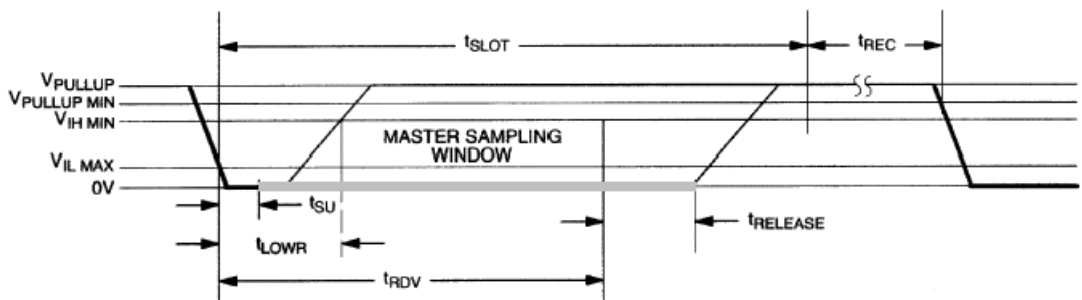 tSLOT
tREC
VPULLUP
VPULLUP MIN
VIH MIN
MASTER SAMPLING
WINDOW
VIL MAX
0V
tSU
tRELEASE
tLOWR
tRDV